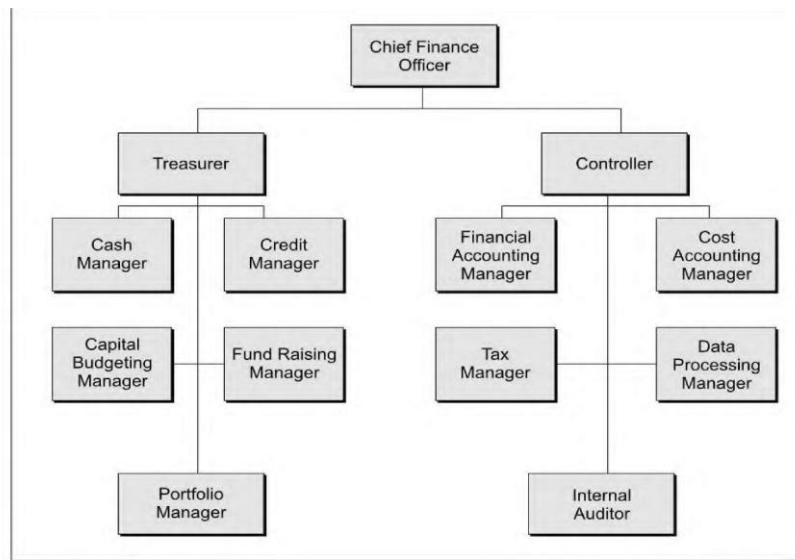 Chief Finance
Officer
Treasurer
Controller
Cash
Manager
Credit
Manager
Financial
Accounting
Manager
Cost
Accounting
Manager
Capital
Budgeting
Manager
Fund Raising
Manager
Tax
Manager
Data
Processing
Manager
Portfolio
Manager
Internal
Auditor